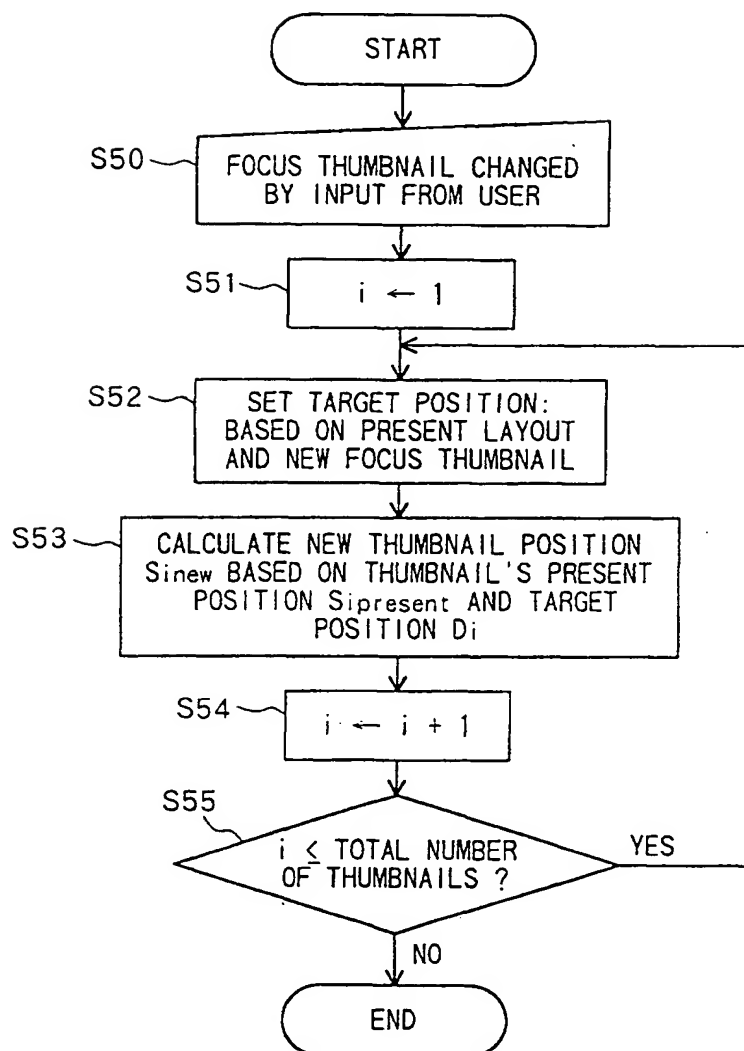 START
S50
FOCUS THUMBNAIL CHANGED
BY INPUT FROM USER
S51
i ← 1
S52
SET TARGET POSITION:
BASED ON PRESENT LAYOUT
AND NEW FOCUS THUMBNAIL
S53
CALCULATE NEW THUMBNAIL POSITION
Sinew BASED ON THUMBNAIL'S PRESENT
POSITION Sipresent AND TARGET
POSITION Di
S54
i ← i + 1
S55
i ≤ TOTAL NUMBER
OF THUMBNAILS ?
YES
NO
END